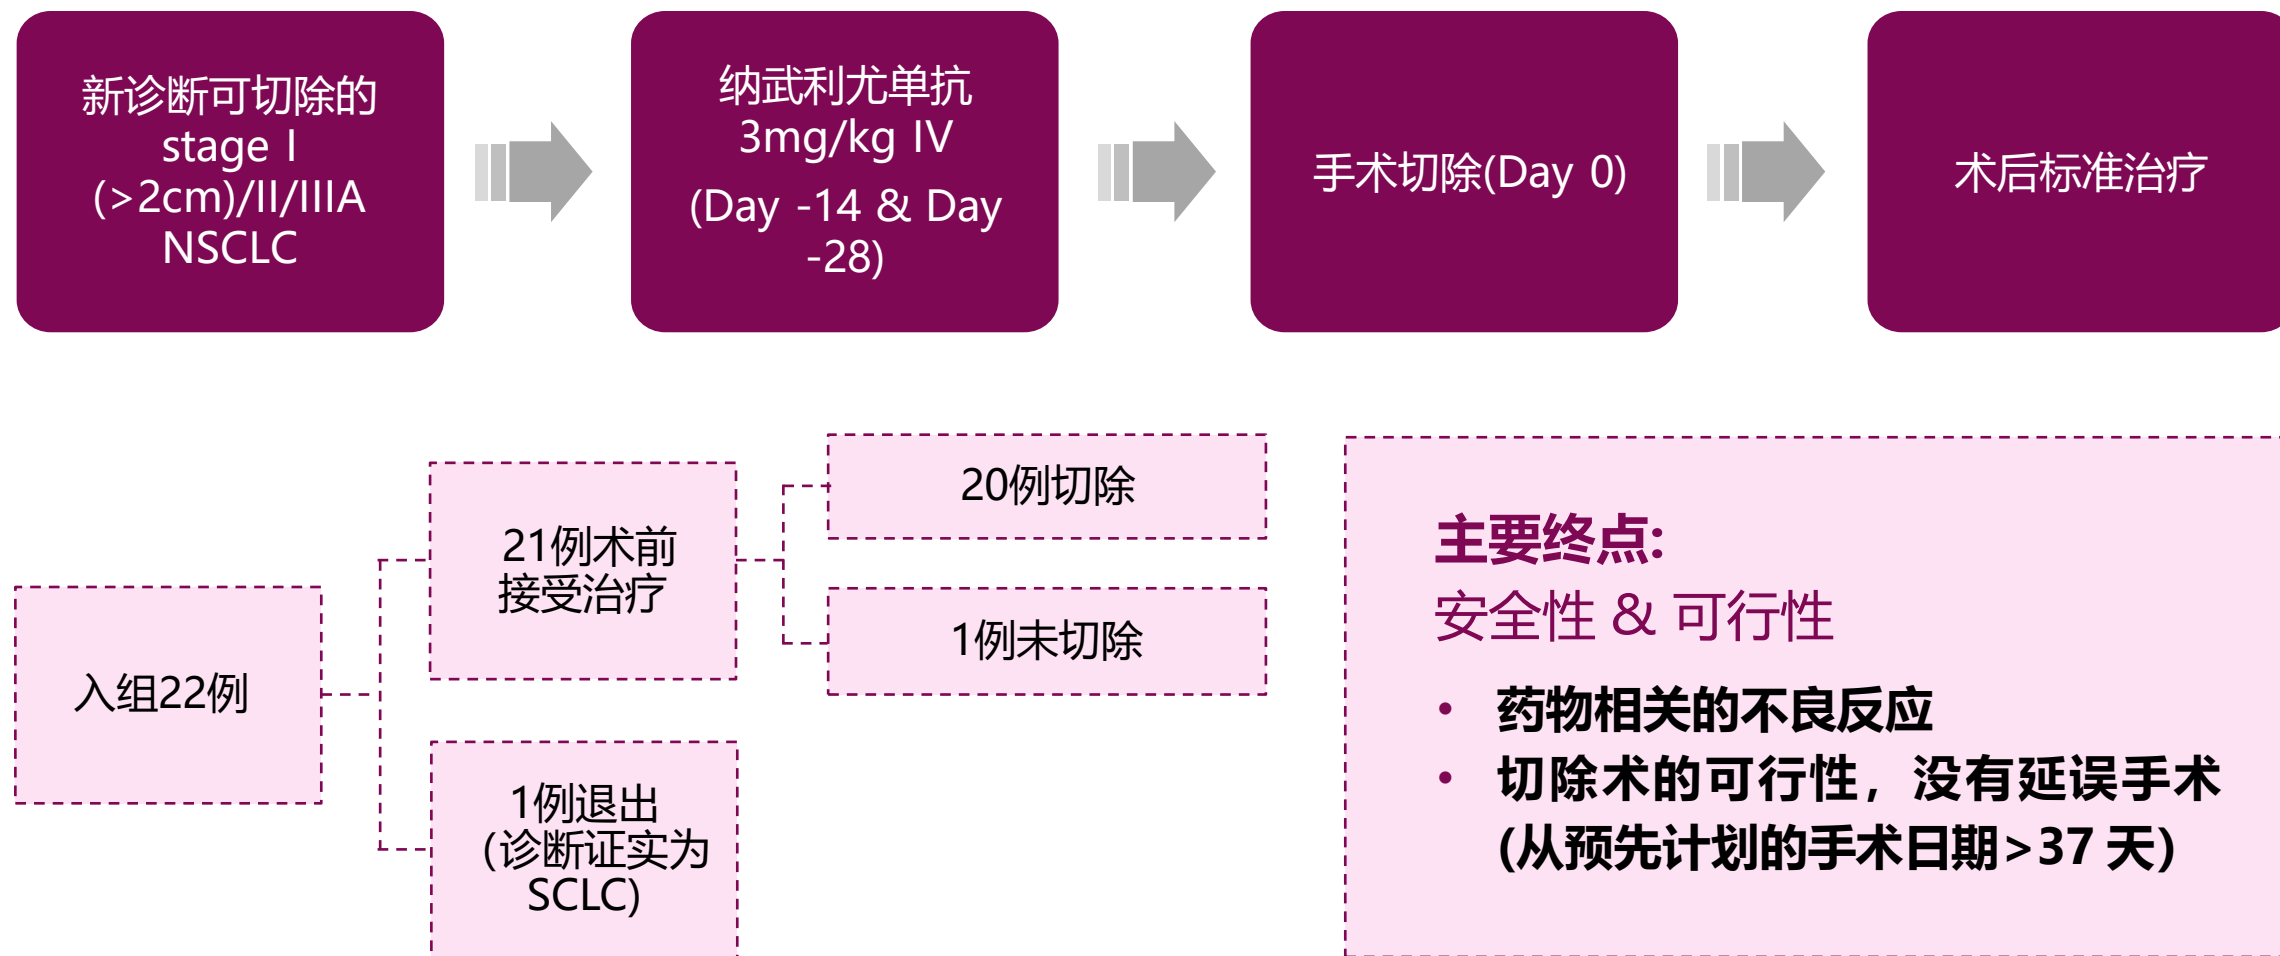 新诊断可切除的
stage I
(>2cm)/II/IIIA
NSCLC
纳武利尤单抗
3mg/kg IV
(Day -14 & Day
-28)
手术切除(Day 0)
术后标准治疗
入组22例
21例术前
接受治疗
1例退出
(诊断证实为
SCLC)
20例切除
1例未切除
主要终点:
安全性 & 可行性
• 药物相关的不良反应
• 切除术的可行性，没有延误手术
(从预先计划的手术日期>37 天)